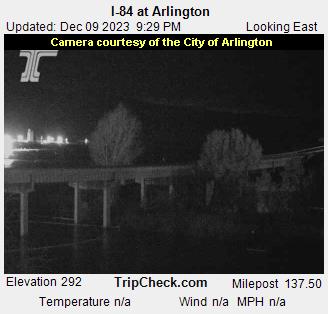 I-84 at Arlington
Updated: Dec 09 2023 9:29 PM Looking East
Camera courtesy of the City of Arlington
Elevation 292 TripCheck.com Milepost 137.50
Temperature n/a Wind n/a MPH n/a